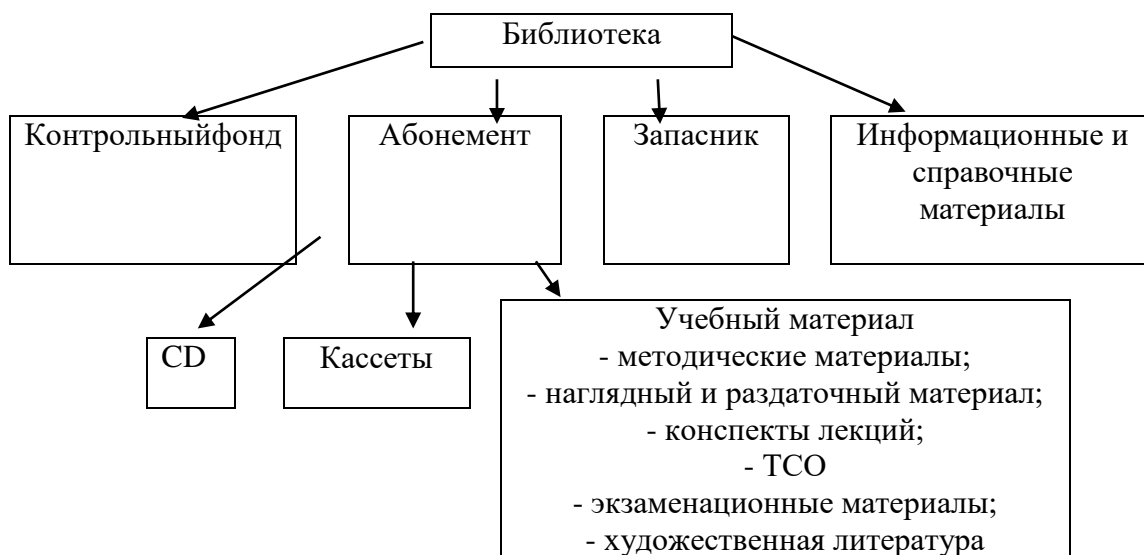 Библиотека
Контрольныйфонд
Абонемент
Запасник
Информационные и
справочные
материалы
CD
Кассеты
Учебный материал
- методические материалы;
- наглядный и раздаточный материал;
- конспекты лекций;
- ТСО
- экзаменационные материалы;
- художественная литература